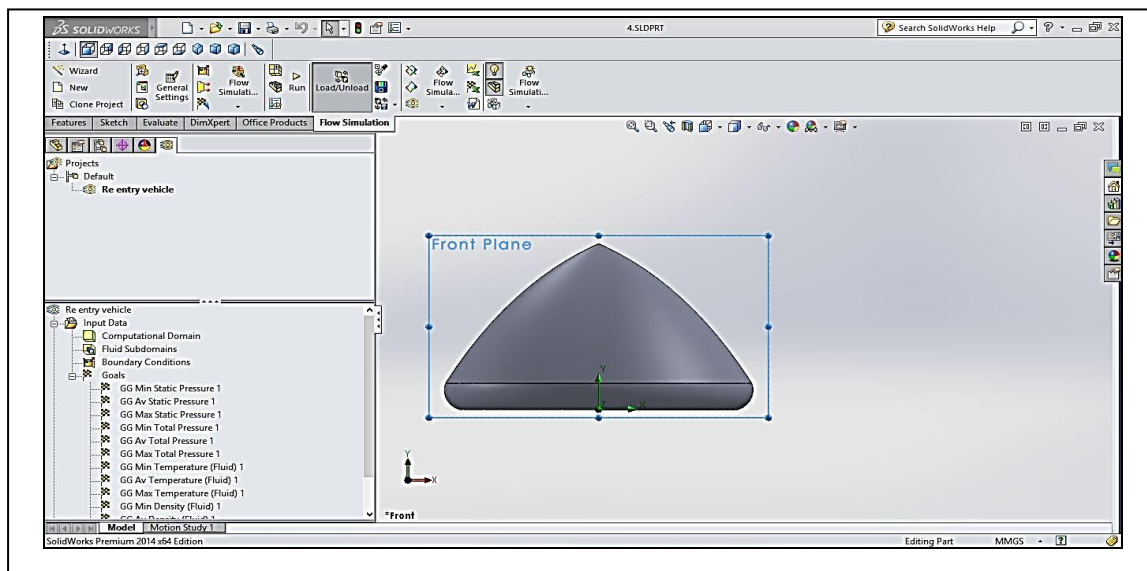 SOLIDWORKS
4.SLDPRT
Search SolidWorks Help
Wizard
New
Clone Project
General Settings
Flow Simulati...
Run
Load/Unload
Flow Simula...
Flow Simulati...
Features Sketch Evaluate DimXpert Office Products Flow Simulation
Projects
Default
Re entry vehicle
Front Plane
Re entry vehicle
Input Data
Computational Domain
Fluid Subdomains
Boundary Conditions
Goals
GG Min Static Pressure 1
GG Av Static Pressure 1
GG Max Static Pressure 1
GG Min Total Pressure 1
GG Av Total Pressure 1
GG Max Total Pressure 1
GG Min Temperature (Fluid) 1
GG Av Temperature (Fluid) 1
GG Max Temperature (Fluid) 1
GG Min Density (Fluid) 1
Y
X
Z
Y
X
*Front
Model Motion Study 1
SolidWorks Premium 2014 x64 Edition
Editing Part MMGS